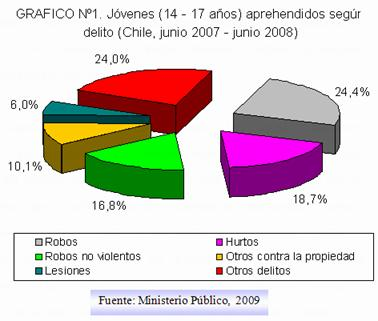 GRAFICO Nº1. Jóvenes (14 - 17 años) aprehendidos segúr
delito (Chile, junio 2007 - junio 2008)
24,0%
6,0%
24,4%
10,1%
16,8%
18,7%
Robos
Hurtos
Robos no violentos
Otros contra la propiedad
Lesiones
Otros delitos
Fuente: Ministerio Público, 2009